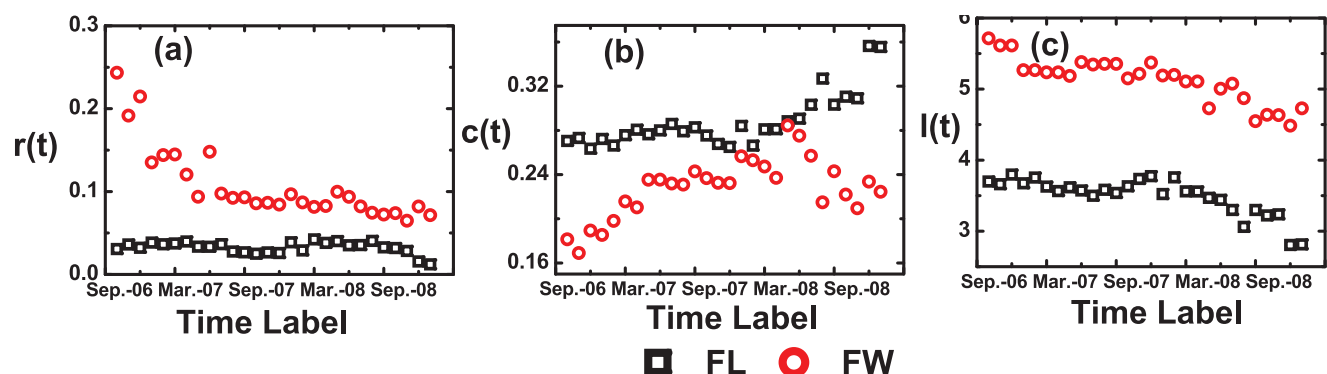 (a)
r(t)
0.3
0.2
0.1
0.0
Sep.-06 Mar.-07 Sep.-07 Mar.-08 Sep.-08
Time Label
(b)
c(t)
0.32
0.24
0.16
Sep.-06 Mar.-07 Sep.-07 Mar.-08 Sep.-08
Time Label
(c)
l(t)
6
5
4
3
Sep.-06 Mar.-07 Sep.-07 Mar.-08 Sep.-08
Time Label
FL FW